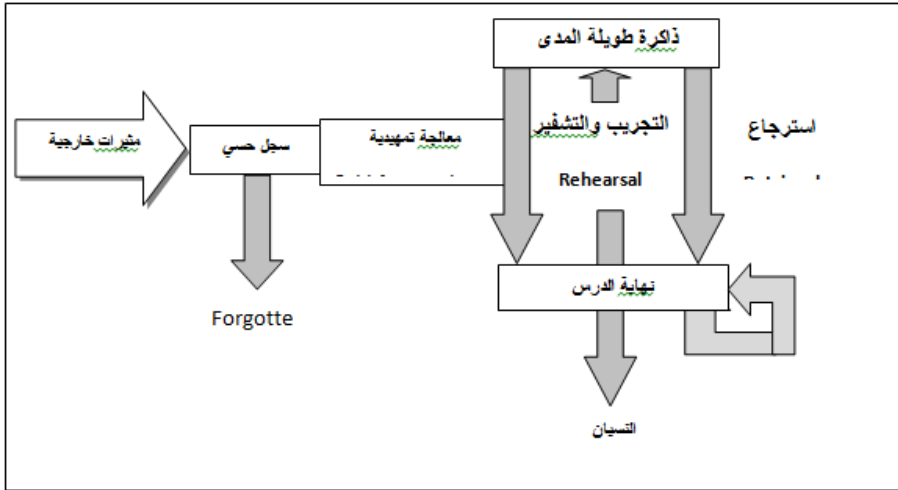 ذاكرة طويلة المدى
مثيرات خارجية
سجل حسي
معالجة تمهيدية
التجريب والتشفير
استرجاع
Rehearsal
نهاية الدرس
Forgotte
النسيان